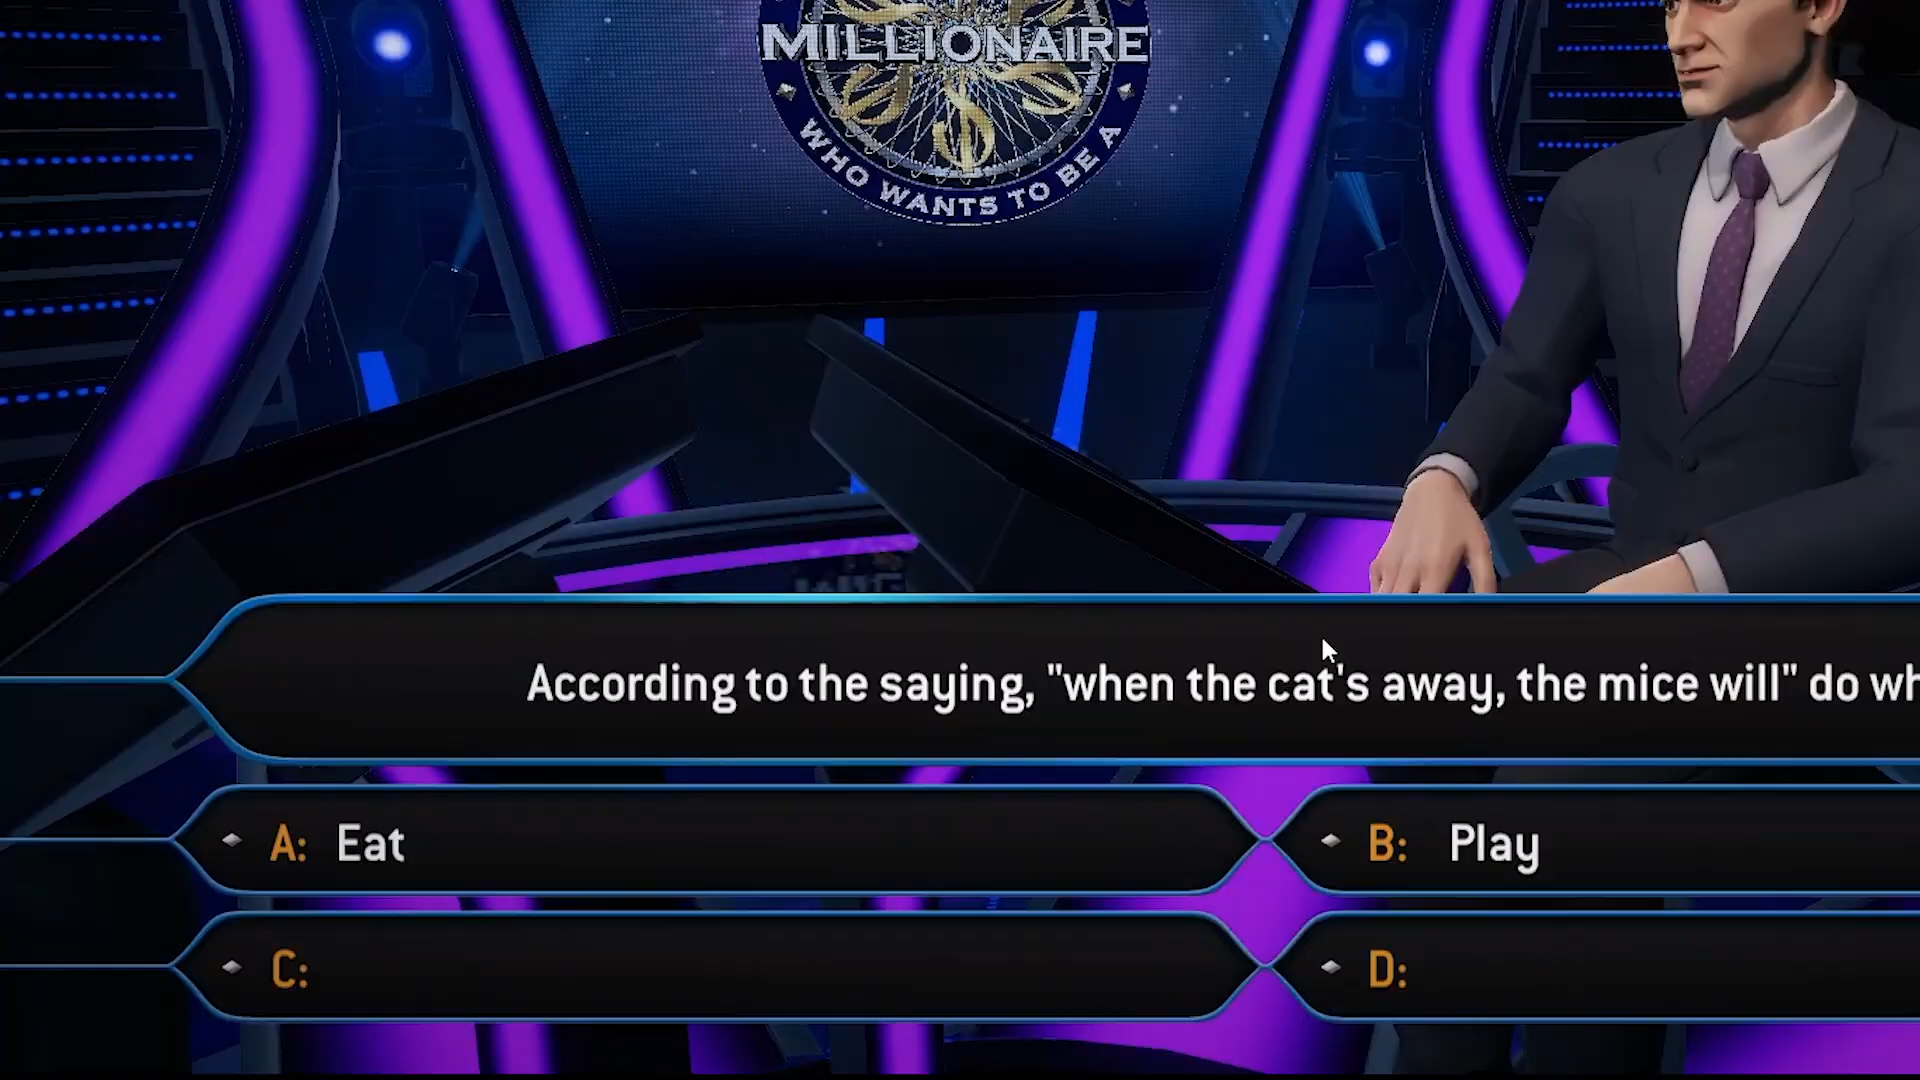 MILLIONAIRE
WHO WANTS TO BE A
According to the saying, "when the cat's away, the mice will" do wh
A: Eat
B: Play
C:
D: